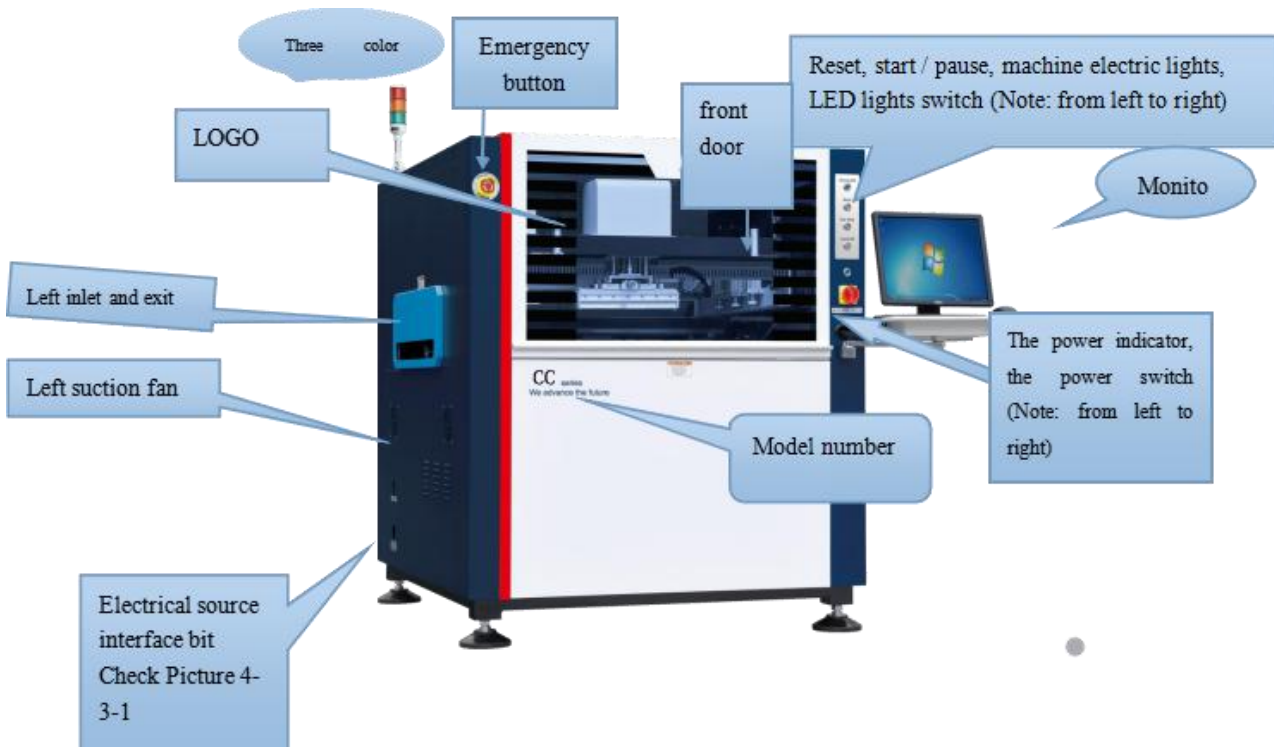 Three color
Emergency
button
Reset, start / pause, machine electric lights,
LED lights switch (Note: from left to right)
front
door
LOGO
Monito
Left inlet and exit
The power indicator,
the power switch
(Note: from left to
right)
Left suction fan
CC series
We advance the future
Model number
Electrical source
interface bit
Check Picture 4-
3-1